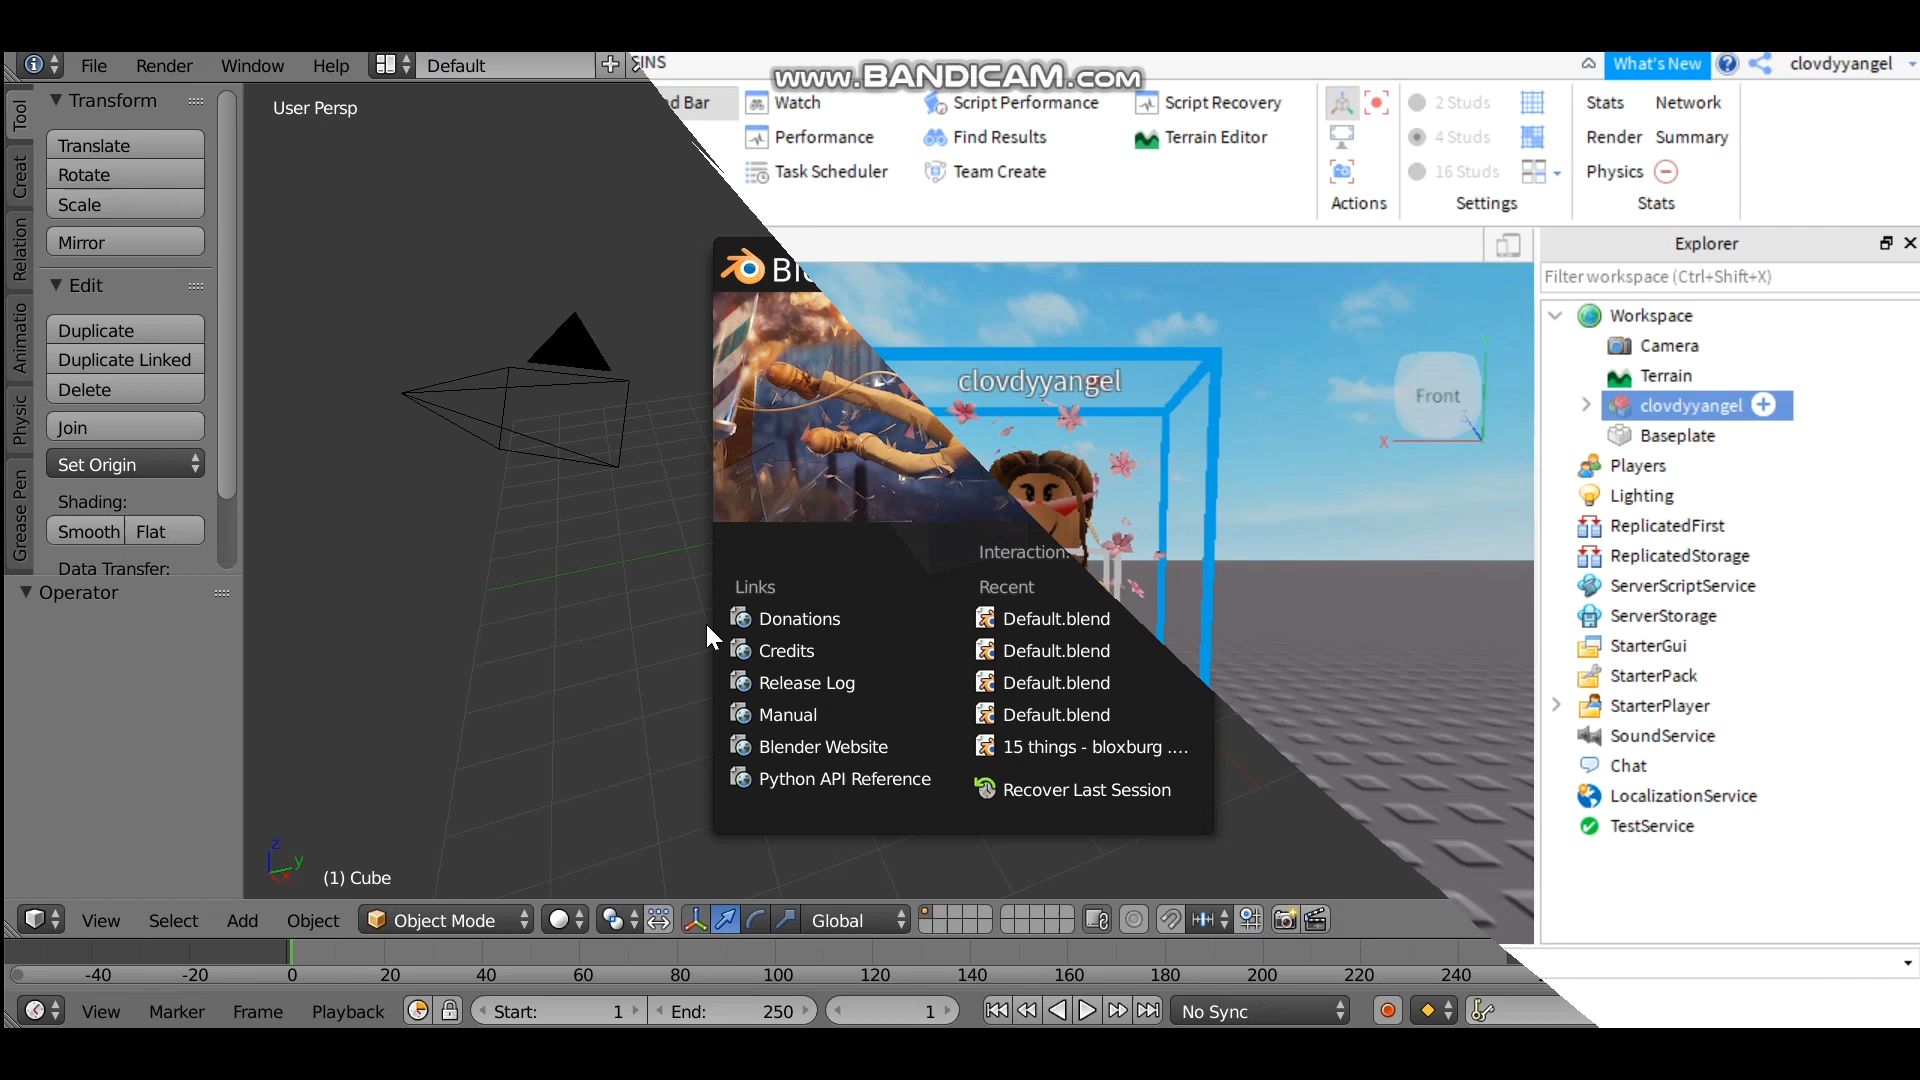 File Render Window Help Default
INS
www.BANDICAM.com
What's New
clovdyyangel
Transform
Tool
Translate
Rotate
Scale
Mirror
Edit
Duplicate
Duplicate Linked
Delete
Join
Set Origin
Shading:
Smooth Flat
Data Transfer:
Operator
Creat
Relation
Animatio
Physic
Grease Pen
User Persp
d Bar
Watch
Script Performance
Script Recovery
Performance
Find Results
Terrain Editor
Task Scheduler
Team Create
Actions
2 Studs
4 Studs
16 Studs
Settings
Stats Network
Render Summary
Physics
Stats
clovdyyangel
Front
X
Interaction:
Links
Donations
Credits
Release Log
Manual
Blender Website
Python API Reference
Recent
Default.blend
Default.blend
Default.blend
Default.blend
15 things - bloxburg ....
Recover Last Session
Explorer
Filter workspace (Ctrl+Shift+X)
Workspace
Camera
Terrain
clovdyyangel
Baseplate
Players
Lighting
ReplicatedFirst
ReplicatedStorage
ServerScriptService
ServerStorage
StarterGui
StarterPack
StarterPlayer
SoundService
Chat
LocalizationService
TestService
z
y
(1) Cube
View Select Add Object Object Mode Global
-40 -20 0 20 40 60 80 100 120 140 160 180 200 220 240
View Marker Frame Playback Start: 1 End: 250 1 No Sync